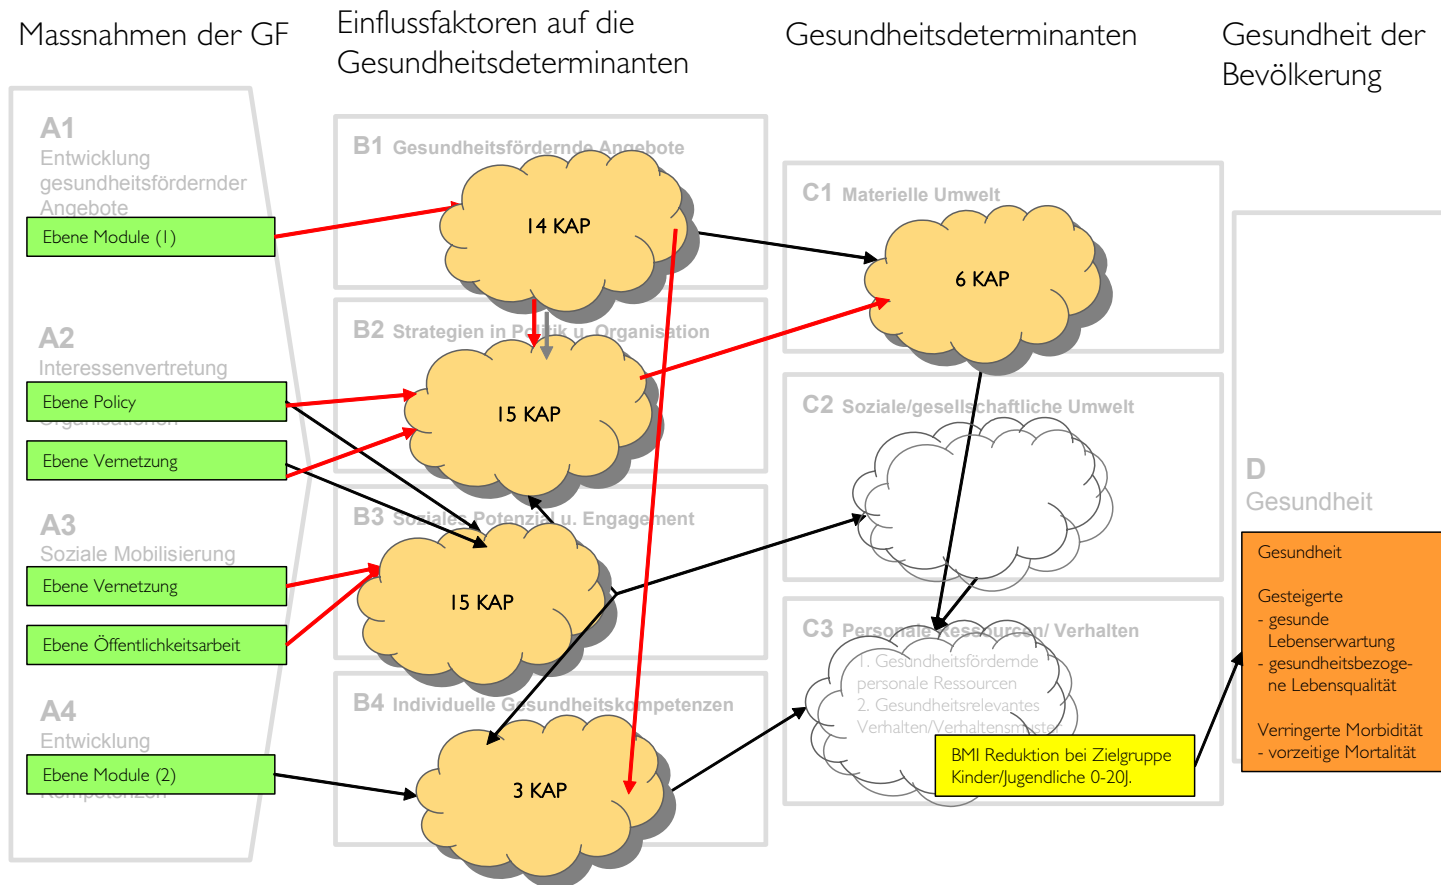 Massnahmen der GF
Einflussfaktoren auf die
Gesundheitsdeterminanten
Gesundheitsdeterminanten
Gesundheit der
Bevölkerung
A1
Entwicklung
gesundheitsfördernder
Angebote
Ebene Module (1)
A2
Interessenvertretung
Ebene Policy
Organisationen
Ebene Vernetzung
A3
Soziale Mobilisierung
Ebene Vernetzung
Ebene Öffentlichkeitsarbeit
A4
Entwicklung
Ebene Module (2)
Kompetenzen
B1 Gesundheitsfördernde Angebote
14 KAP
B2 Strategien in Politik u. Organisation
15 KAP
B3 Soziales Potenzial u. Engagement
15 KAP
B4 Individuelle Gesundheitskompetenzen
3 KAP
C1 Materielle Umwelt
6 KAP
C2 Soziale/gesellschaftliche Umwelt
C3 Personale Ressourcen/ Verhalten
1. Gesundheitsfördernde
personale Ressourcen
2. Gesundheitsrelevantes
Verhalten/Verhaltensmuster
BMI Reduktion bei Zielgruppe
Kinder/Jugendliche 0-20J.
D
Gesundheit
Gesundheit
Gesteigerte
- gesunde
Lebenserwartung
- gesundheitsbezoge-
ne Lebensqualität
Verringerte Morbidität
- vorzeitige Mortalität